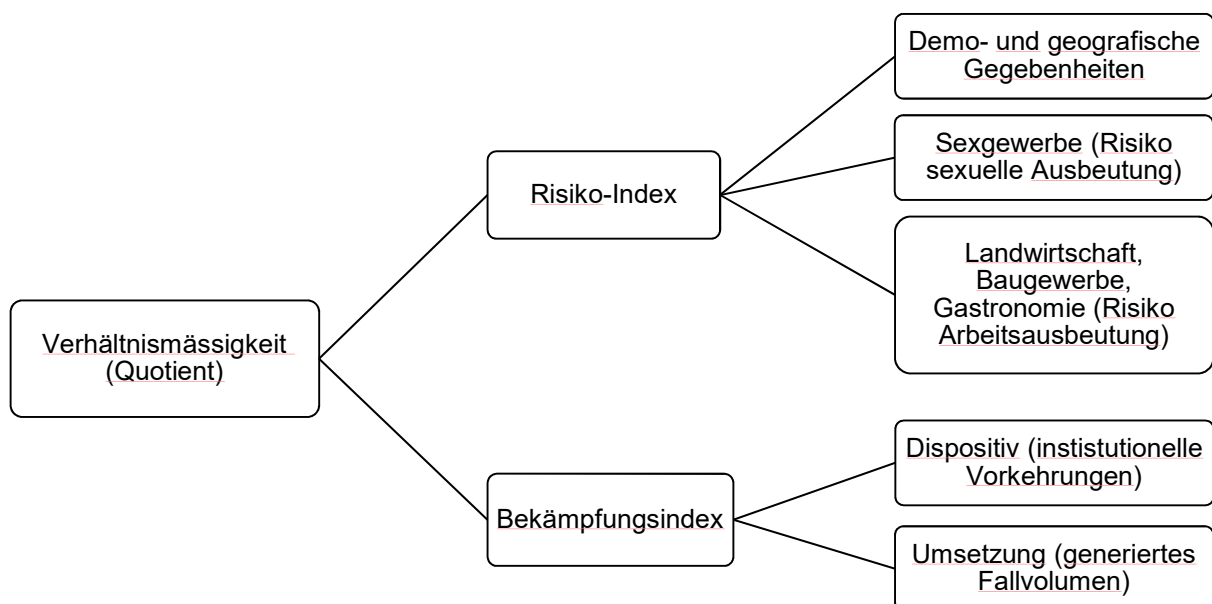 Demo- und geografische
Gegebenheiten
Sexgewerbe (Risiko
sexuelle Ausbeutung)
Risiko-Index
Landwirtschaft,
Baugewerbe,
Gastronomie (Risiko
Arbeitsausbeutung)
Verhältnismässigkeit
(Quotient)
Dispositiv (instistutionelle
Vorkehrungen)
Bekämpfungsindex
Umsetzung (generiertes
Fallvolumen)